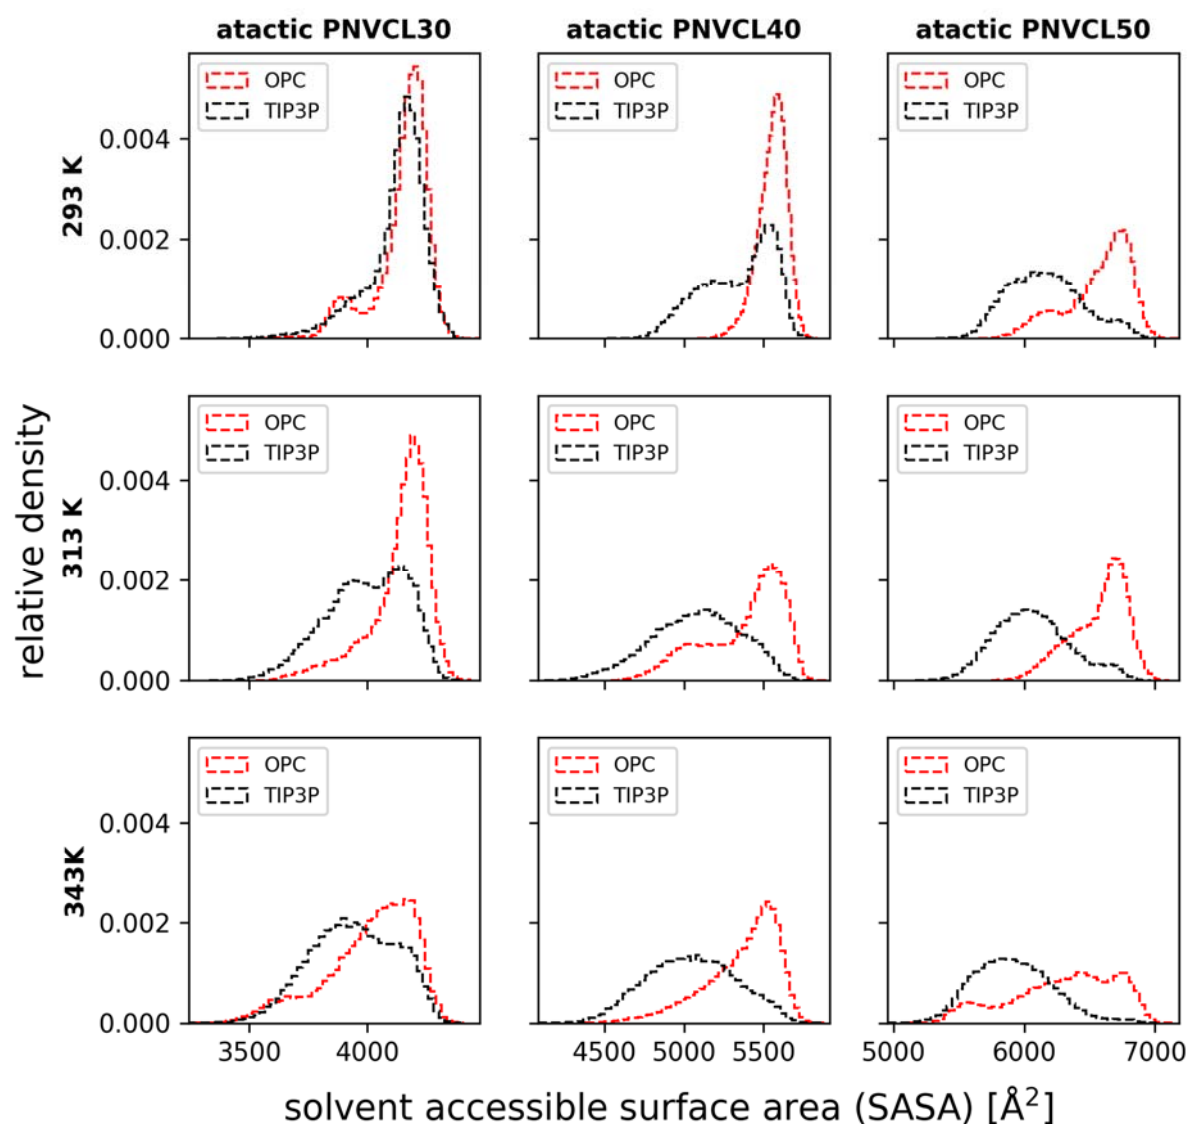 atactic PNVCL30 atactic PNVCL40 atactic PNVCL50
293 K
0.004
0.002
0.000
OPC
TIP3P
OPC
TIP3P
OPC
TIP3P
relative density
313 K
0.004
0.002
0.000
OPC
TIP3P
OPC
TIP3P
OPC
TIP3P
343K
0.004
0.002
0.000
OPC
TIP3P
OPC
TIP3P
OPC
TIP3P
3500 4000 4500 5000 5500 5000 6000 7000
solvent accessible surface area (SASA) [Å²]